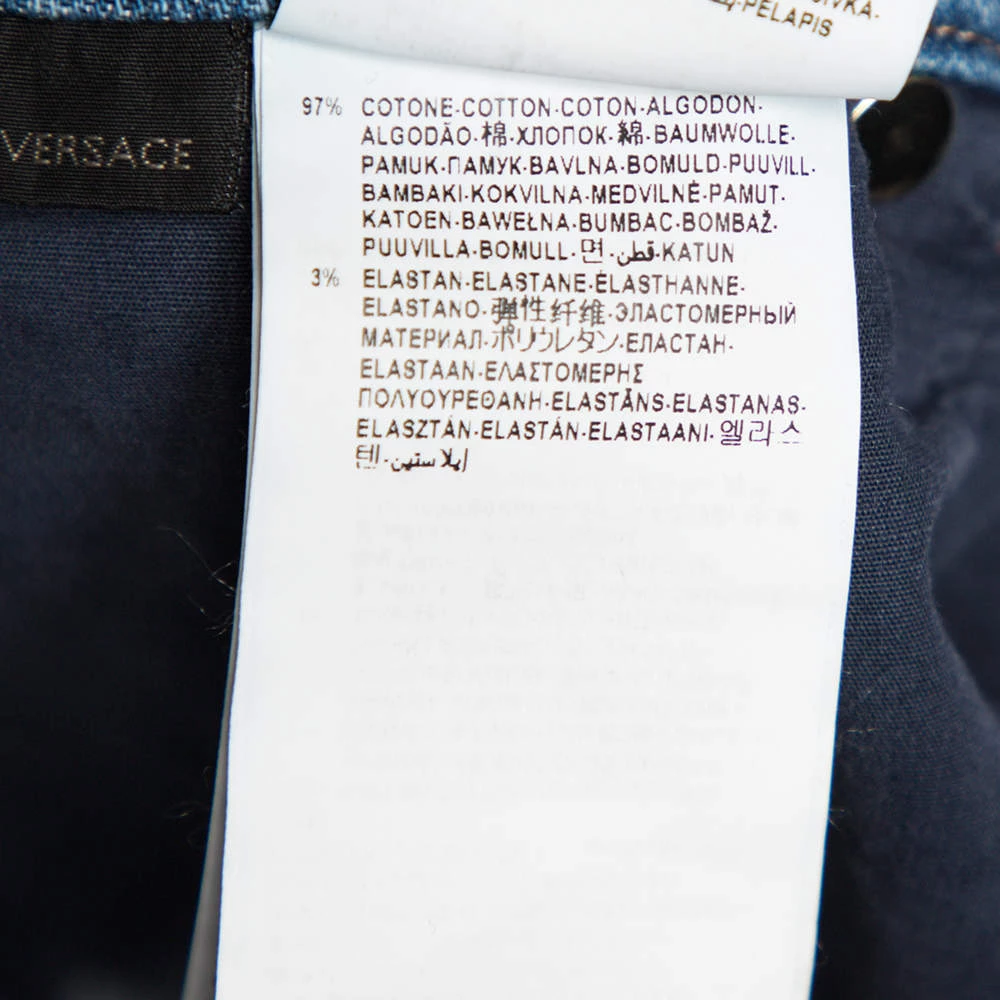 -PELAPIS
VERSACE
97% COTONE·COTTON·COTON·ALGODON·
ALGODÃO·棉·ХЛОПОК·綿·BAUMWOLLE·
PAMUK·ПАМУК·BAVLNA·BOMULD·PUUVILL·
BAMBAKI·KOKVILNA·MEDVILNĖ·PAMUT·
KATOEN·BAWEŁNA·BUMBAC·BOMBAŽ·
PUUVILLA·BOMULL·면·قطن·KATUN
3% ELASTAN·ELASTANE·ÉLASTHANNE·
ELASTANO·弹性纤维·ЭЛАСТОМЕРНЫЙ
МАТЕРИАЛ·ポリウレタン·ЕЛАСТАН·
ELASTAAN·ΕΛΑΣΤΟΜΕΡΗΣ
ΠΟΛΥΟΥΡΕΘΑΝΗ·ELASTĀNS·ELASTANAS·
ELASZTÁN·ELASTÁN·ELASTAANI·엘라스
텐·إيلاستين